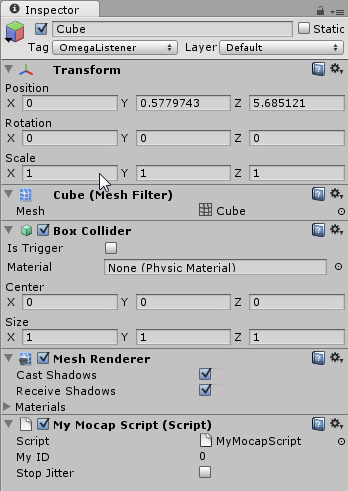 Inspector
Cube Static
Tag OmegaListener Layer Default
Transform
Position
X 0 Y 0.5779743 Z 5.685121
Rotation
X 0 Y 0 Z 0
Scale
X 1 Y 1 Z 1
Cube (Mesh Filter)
Mesh Cube
Box Collider
Is Trigger
Material None (Physic Material)
Center
X 0 Y 0 Z 0
Size
X 1 Y 1 Z 1
Mesh Renderer
Cast Shadows
Receive Shadows
Materials
My Mocap Script (Script)
Script MyMocapScript
My ID 0
Stop Jitter